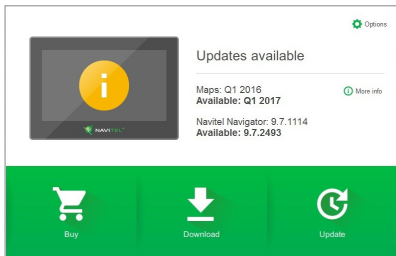 Options
Updates available
Maps: Q1 2016
Available: Q1 2017
More info
Navitel Navigator: 9.7.1114
Available: 9.7.2493
NAVITEL
Buy
Download
Update